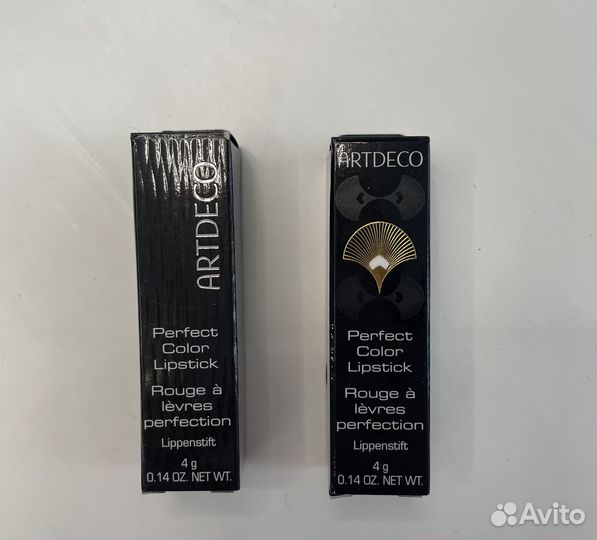 ARTDECO
Perfect
Color
Lipstick
Rouge à
lèvres
perfection
Lippenstift
4 g
0.14 OZ. NET WT.
ARTDECO
Perfect
Color
Lipstick
Rouge à
lèvres
perfection
Lippenstift
4 g
0.14 OZ. NET WT.
Avito